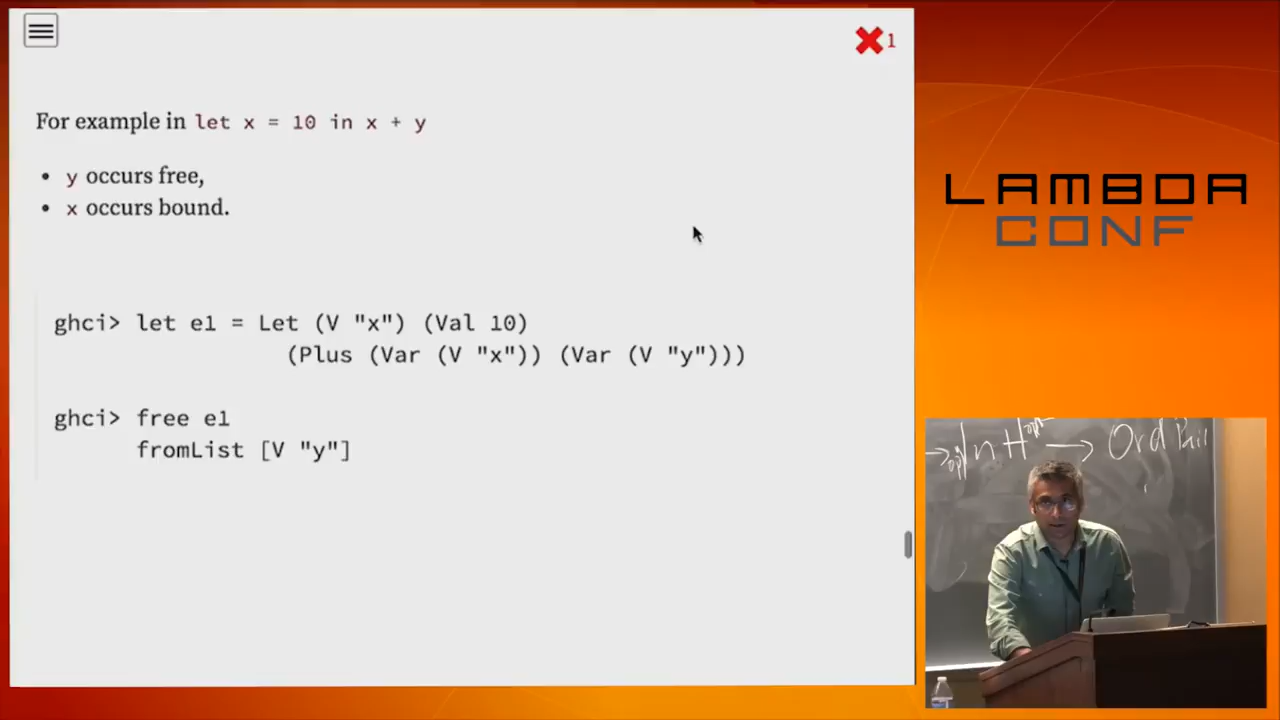 1
For example in let x = 10 in x + y
• y occurs free,
• x occurs bound.
ghci> let e1 = Let (V "x") (Val 10)
(Plus (Var (V "x")) (Var (V "y")))
ghci> free e1
fromList [V "y"]
LAMBDA
CONF
→ Ord Pair